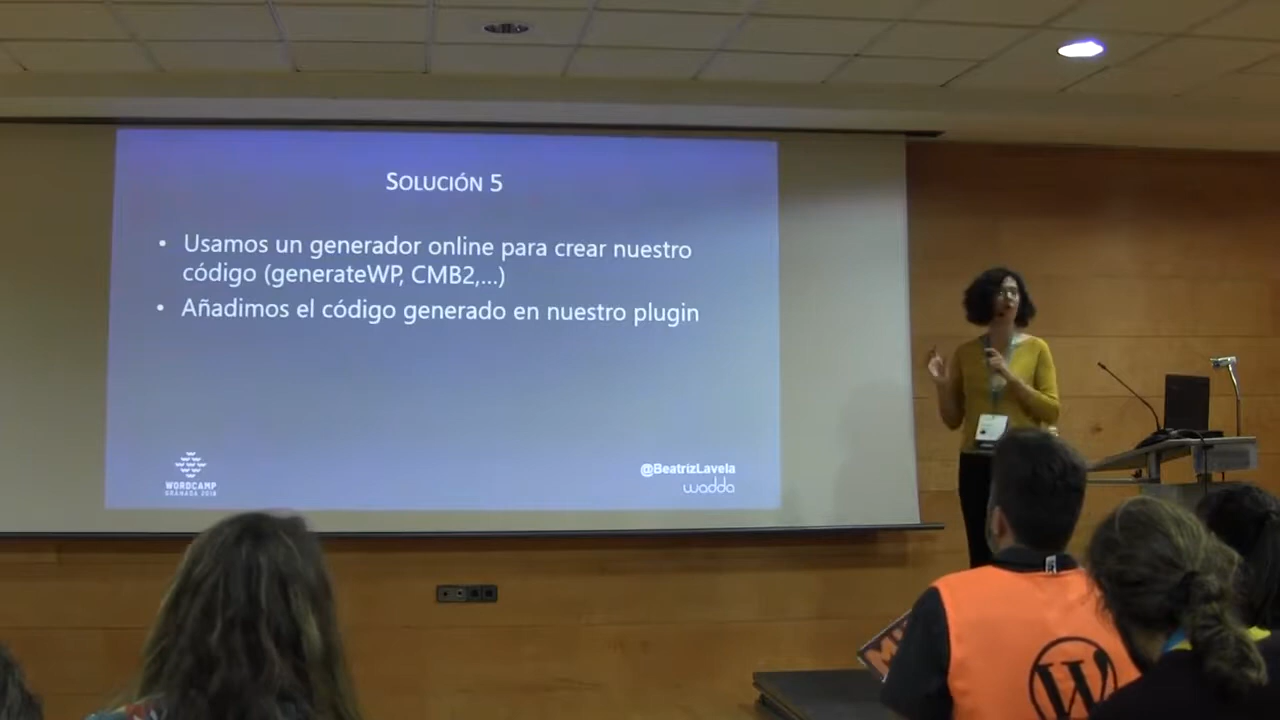 SOLUCIÓN 5
• Usamos un generador online para crear nuestro
código (generateWP, CMB2,...)
• Añadimos el código generado en nuestro plugin
WORDCAMP
GRANADA 2018
@BeatrizLavela
wadda